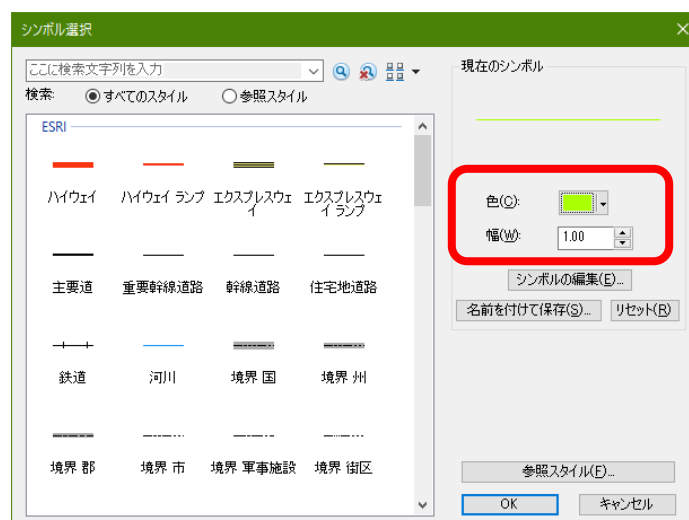 シンボル選択
ここに検索文字列を入力
検索:
すべてのスタイル
参照スタイル
ESRI
ハイウェイ
ハイウェイ ランプ
エクスプレスウェイ
エクスプレスウェイ ランプ
主要道
重要幹線道路
幹線道路
住宅地道路
鉄道
河川
境界 国
境界 州
境界 郡
境界 市
境界 軍事施設
境界 街区
現在のシンボル
色(C):
幅(W):
1.00
シンボルの編集(E)...
名前を付けて保存(S)...
リセット(R)
参照スタイル(F)...
OK
キャンセル